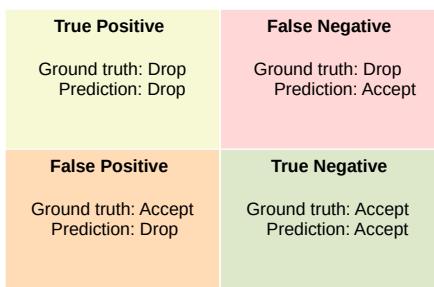 True Positive
Ground truth: Drop
Prediction: Drop
False Negative
Ground truth: Drop
Prediction: Accept
False Positive
Ground truth: Accept
Prediction: Drop
True Negative
Ground truth: Accept
Prediction: Accept